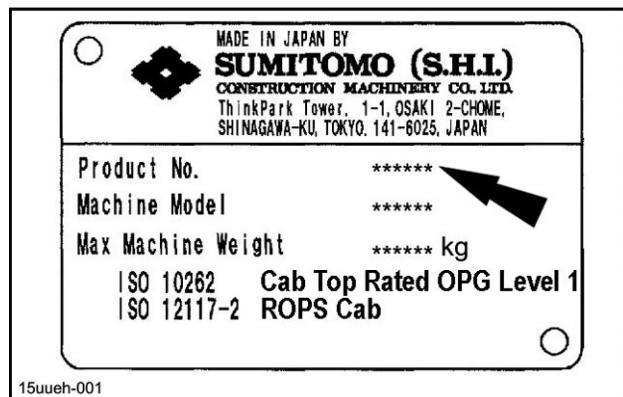 MADE IN JAPAN BY
SUMITOMO (S.H.I.)
CONSTRUCTION MACHINERY CO., LTD.
ThinkPark Tower, 1-1, OSAKI 2-CHOME,
SHINAGAWA-KU, TOKYO. 141-6025, JAPAN
Product No. ******
Machine Model ******
Max Machine Weight ****** kg
ISO 10262 Cab Top Rated OPG Level 1
ISO 12117-2 ROPS Cab
15uueh-001